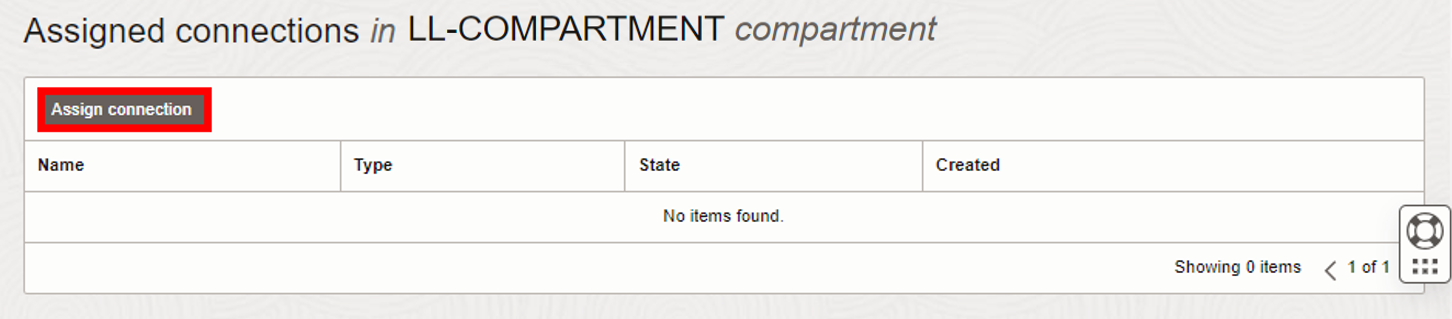 Assigned connections in LL-COMPARTMENT compartment
Assign connection
Name Type State Created
No items found.
Showing 0 items < 1 of 1